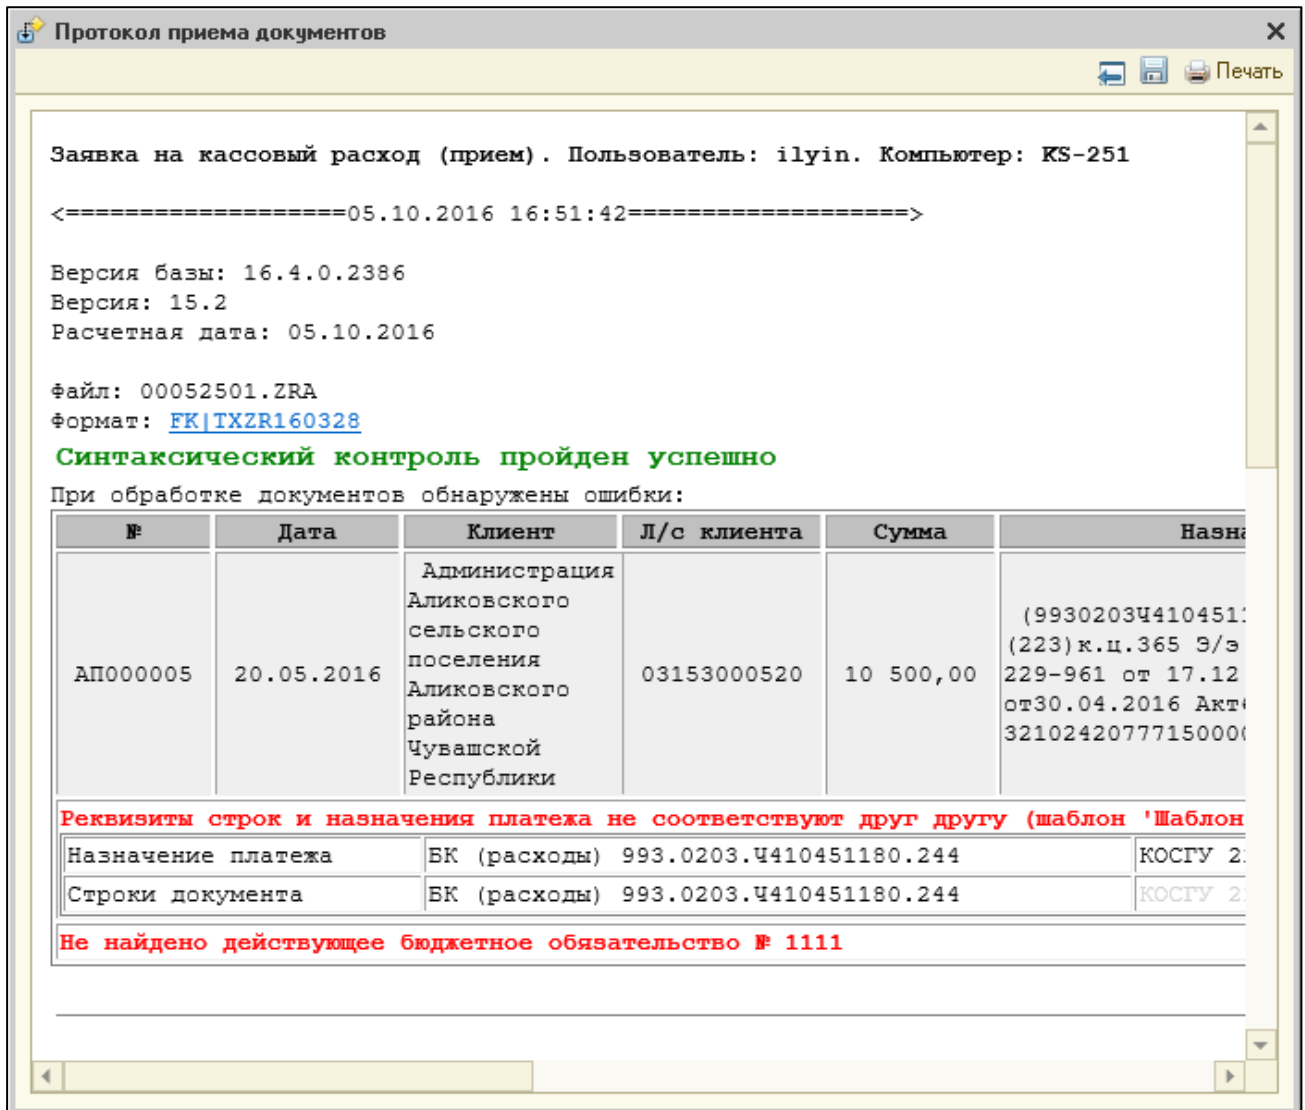 Протокол приема документов
Печать
Заявка на кассовый расход (прием). Пользователь: ilyin. Компьютер: KS-251
<===================05.10.2016 16:51:42===================>
Версия базы: 16.4.0.2386
Версия: 15.2
Расчетная дата: 05.10.2016
Файл: 00052501.ZRA
Формат: FK|TXZR160328
Синтаксический контроль пройден успешно
При обработке документов обнаружены ошибки:
№ Дата Клиент Л/с клиента Сумма
АП000005 20.05.2016
Администрация
Аликовского
сельского
поселения
Аликовского
района
Чувашской
Республики
03153000520 10 500,00
(9930203Ч410451
(223)к.ц.365 Э/э
229-961 от 17.12
от30.04.2016 Акт
32102420777150000
Реквизиты строк и назначения платежа не соответствуют друг другу (шаблон 'Шаблон
Назначение платежа БК (расходы) 993.0203.Ч410451180.244 КОСГУ 2
Строки документа БК (расходы) 993.0203.Ч410451180.244 КОСГУ 2
Не найдено действующее бюджетное обязательство № 1111